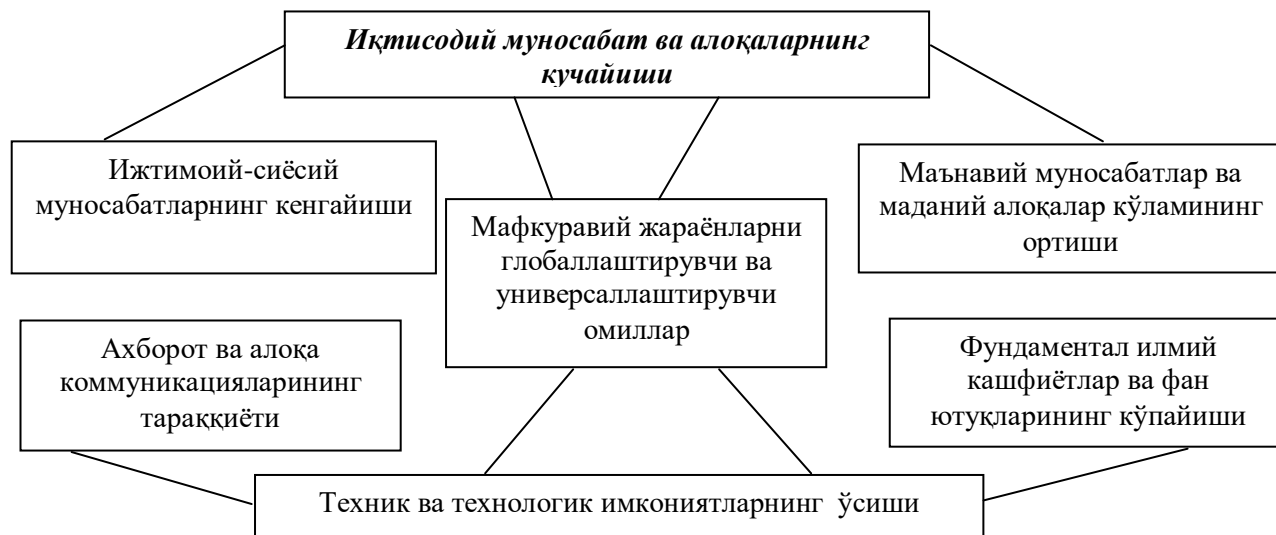 Иқтисодий муносабат ва алоқаларнинг
кучайиши
Ижтимоий-сиёсий
муносабатларнинг кенгайиши
Маънавий муносабатлар ва
маданий алоқалар кўламининг
ортиши
Мафкуравий жараёнларни
глобаллаштирувчи ва
универсаллаштирувчи
омиллар
Ахборот ва алоқа
коммуникацияларининг
тараққиёти
Фундаментал илмий
кашфиётлар ва фан
ютуқларининг кўпайиши
Техник ва технологик имкониятларнинг ўсиши